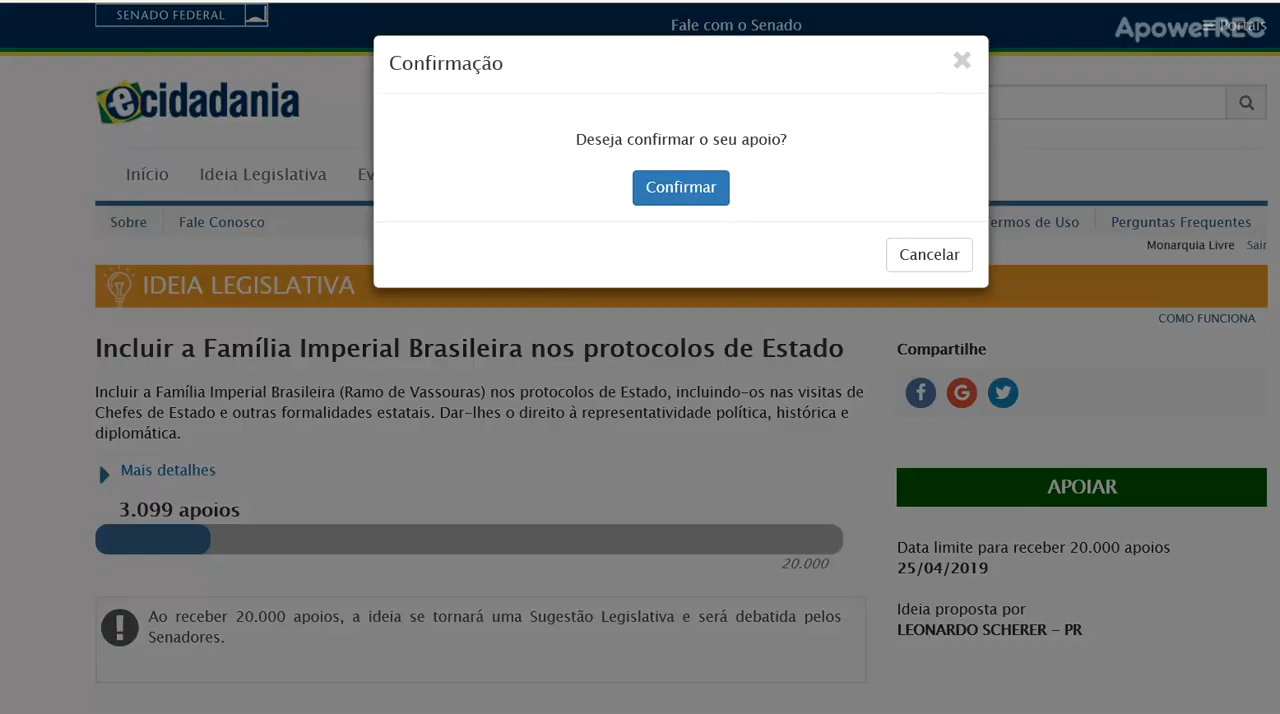 SENADO FEDERAL
Fale com o Senado
Portais
ApowerREC
Confirmação
ecidadania
Deseja confirmar o seu apoio?
Início
Ideia Legislativa
Confirmar
Sobre
Fale Conosco
Perguntas Frequentes
Monarquia Livre Sair
Cancelar
IDEIA LEGISLATIVA
COMO FUNCIONA
Incluir a Família Imperial Brasileira nos protocolos de Estado
Incluir a Família Imperial Brasileira (Ramo de Vassouras) nos protocolos de Estado, incluindo-os nas visitas de
Chefes de Estado e outras formalidades estatais. Dar-lhes o direito à representatividade política, histórica e
diplomática.
Mais detalhes
3.099 apoios
20.000
Ao receber 20.000 apoios, a ideia se tornará uma Sugestão Legislativa e será debatida pelos
Senadores.
Compartilhe
APOIAR
Data limite para receber 20.000 apoios
25/04/2019
Ideia proposta por
LEONARDO SCHERER - PR